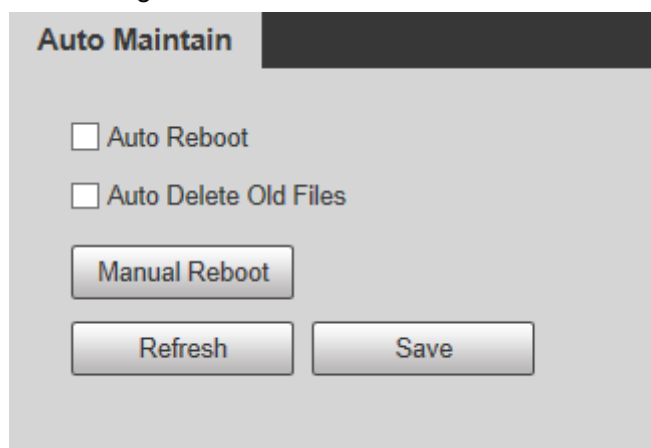 Auto Maintain
Auto Reboot
Auto Delete Old Files
Manual Reboot
Refresh Save